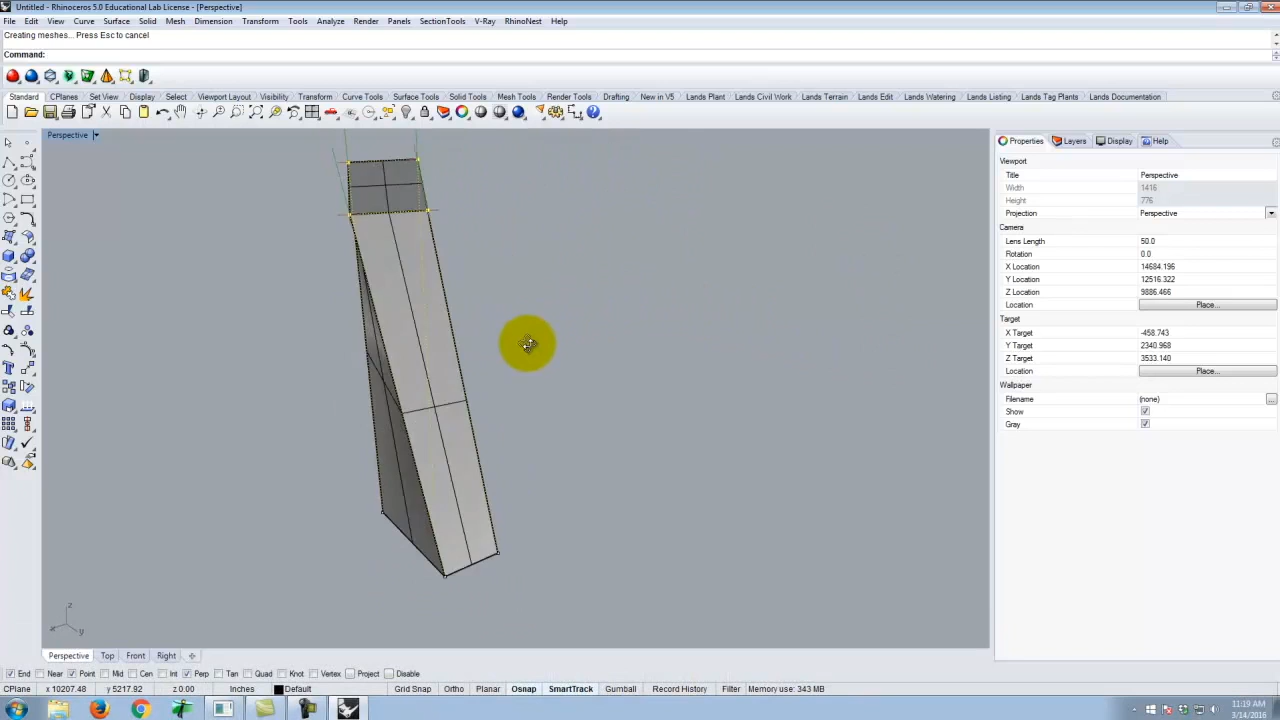 Untitled - Rhinoceros 5.0 Educational Lab License - [Perspective]
File Edit View Curve Surface Solid Mesh Dimension Transform Tools Analyze Render Panels SectionTools V-Ray RhinoNest Help
Creating meshes... Press Esc to cancel
Command:
Standard CPlanes Set View Display Select Viewport Layout Visibility Transform Curve Tools Surface Tools Solid Tools Mesh Tools Render Tools Drafting New in V5 Lands Plant Lands Civil Work Lands Terrain Lands Edit Lands Watering Lands Listing Lands Tag Plants Lands Documentation
Perspective
Properties Layers Display Help
Viewport
Title Perspective
Width 1416
Height 776
Projection Perspective
Camera
Lens Length 50.0
Rotation 0.0
X Location 14684.196
Y Location 12516.322
Z Location 9886.466
Location Place...
Target
X Target -458.743
Y Target 2340.968
Z Target 3533.140
Location Place...
Wallpaper
Filename (none) ...
Show
Gray
z
x y
Perspective Top Front Right
End Near Point Mid Cen Int Perp Tan Quad Knot Vertex Project Disable
CPlane x 10207.48 y 5217.92 z 0.00 Inches Default Grid Snap Ortho Planar Osnap SmartTrack Gumball Record History Filter Memory use: 343 MB
11:19 AM
3/14/2016